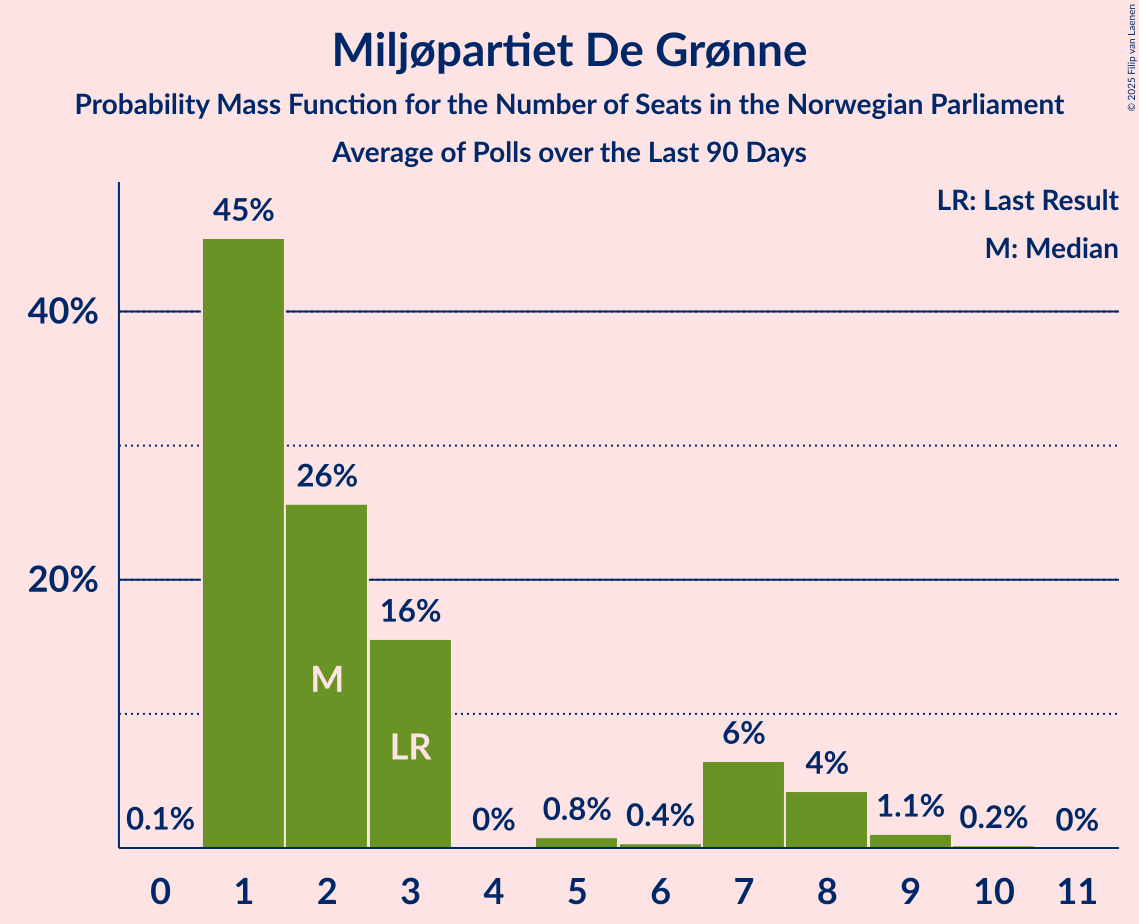 Miljøpartiet De Grønne
Probability Mass Function for the Number of Seats in the Norwegian Parliament
Average of Polls over the Last 90 Days
© 2025 Filip van Laenen
LR: Last Result
M: Median
45%
40%
26%
20%
16%
M
LR
6%
4%
0.1%
0%
0.8%
0.4%
1.1%
0.2%
0%
0 1 2 3 4 5 6 7 8 9 10 11